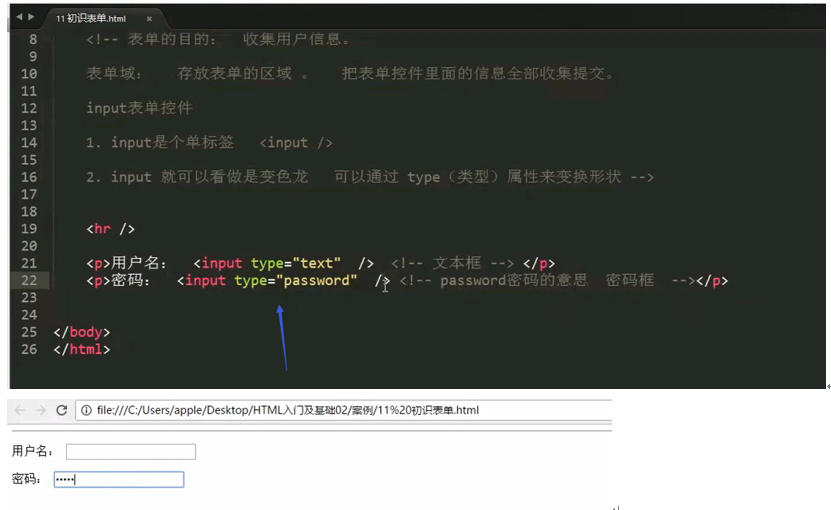 11 初识表单.html ×
8 <!-- 表单的目的： 收集用户信息。
9
10 表单域： 存放表单的区域 。 把表单控件里面的信息全部收集提交。
11
12 input表单控件
13
14 1. input是个单标签 <input />
15
16 2. input 就可以看做是变色龙 可以通过 type（类型）属性来变换形状 -->
17
18
19 <hr />
20
21 <p>用户名： <input type="text" /> <!-- 文本框 --> </p>
22 <p>密码： <input type="password" /> <!-- password密码的意思 密码框 --></p>
23
24
25 </body>
26 </html>
file:///C:/Users/apple/Desktop/HTML入门及基础02/案例/11%20初识表单.html
用户名：
密码： •••••